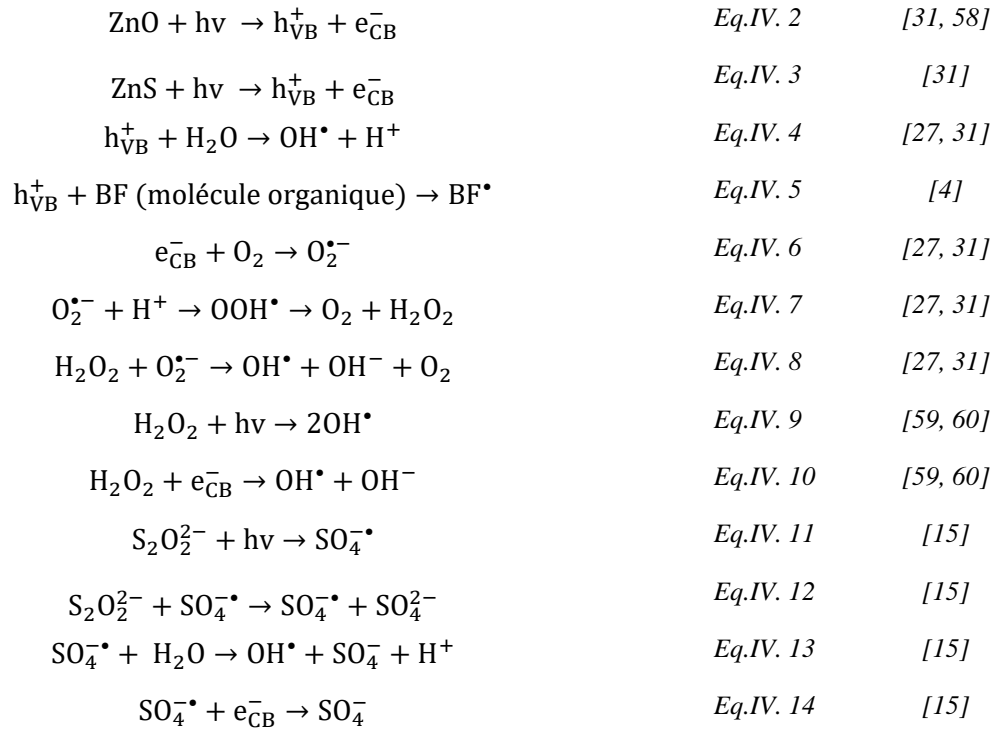 ZnO + hv → h⁺VB + e⁻CB Eq.IV. 2 [31, 58]
ZnS + hv → h⁺VB + e⁻CB Eq.IV. 3 [31]
h⁺VB + H₂O → OH• + H⁺ Eq.IV. 4 [27, 31]
h⁺VB + BF (molécule organique) → BF• Eq.IV. 5 [4]
e⁻CB + O₂ → O₂•⁻ Eq.IV. 6 [27, 31]
O₂•⁻ + H⁺ → OOH• → O₂ + H₂O₂ Eq.IV. 7 [27, 31]
H₂O₂ + O₂•⁻ → OH• + OH⁻ + O₂ Eq.IV. 8 [27, 31]
H₂O₂ + hv → 2OH• Eq.IV. 9 [59, 60]
H₂O₂ + e⁻CB → OH• + OH⁻ Eq.IV. 10 [59, 60]
S₂O₂²⁻ + hv → SO₄⁻• Eq.IV. 11 [15]
S₂O₂²⁻ + SO₄⁻• → SO₄⁻• + SO₄²⁻ Eq.IV. 12 [15]
SO₄⁻• + H₂O → OH• + SO₄⁻ + H⁺ Eq.IV. 13 [15]
SO₄⁻• + e⁻CB → SO₄⁻ Eq.IV. 14 [15]